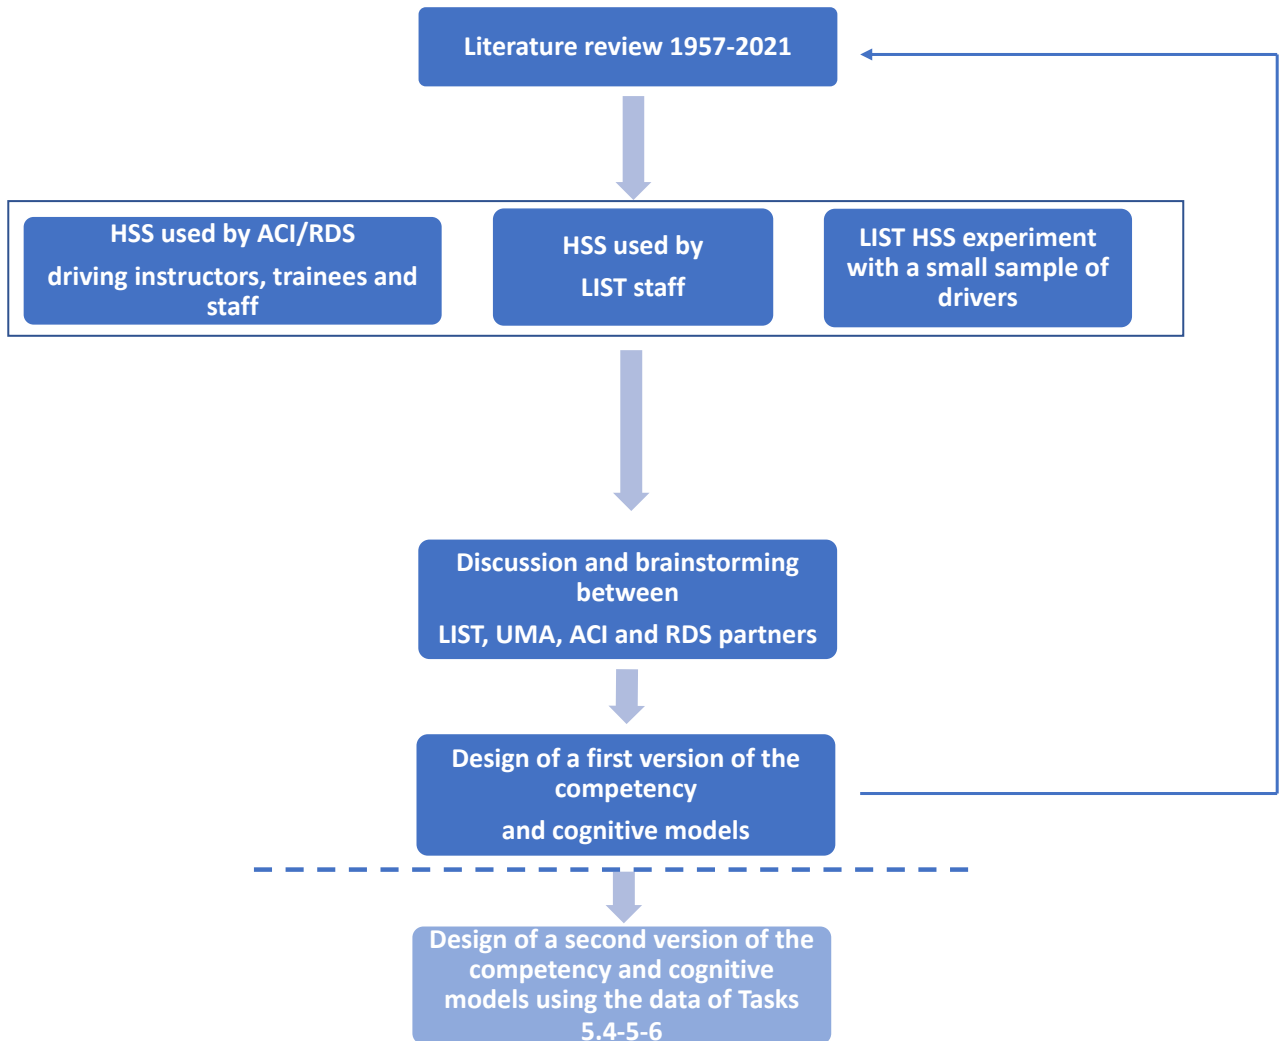 Literature review 1957-2021
HSS used by ACI/RDS
driving instructors, trainees and
staff
HSS used by
LIST staff
LIST HSS experiment
with a small sample of
drivers
Discussion and brainstorming
between
LIST, UMA, ACI and RDS partners
Design of a first version of the
competency
and cognitive models
Design of a second version of the
competency and cognitive
models using the data of Tasks
5.4-5-6